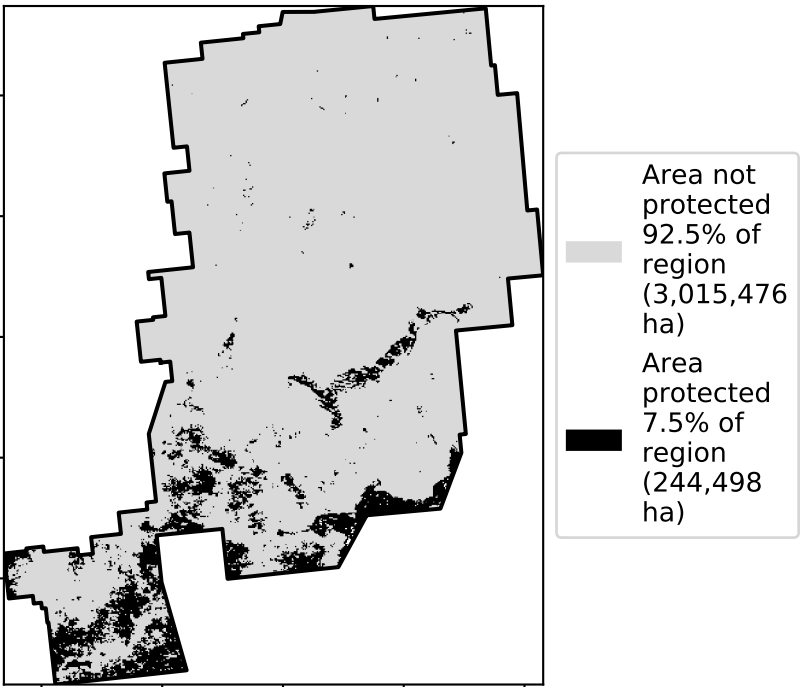 Area not
protected
92.5% of
region
(3,015,476
ha)
Area
protected
7.5% of
region
(244,498
ha)